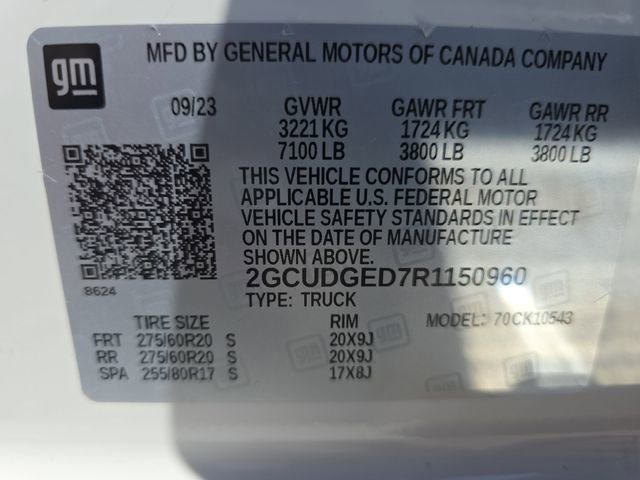 gm
MFD BY GENERAL MOTORS OF CANADA COMPANY
09/23 GVWR GAWR FRT GAWR RR
3221 KG 1724 KG 1724 KG
7100 LB 3800 LB 3800 LB
THIS VEHICLE CONFORMS TO ALL
APPLICABLE U.S. FEDERAL MOTOR
VEHICLE SAFETY STANDARDS IN EFFECT
ON THE DATE OF MANUFACTURE
SHOWN ABOVE.
2GCUDGED7R1150960
8624
TYPE: TRUCK
TIRE SIZE RIM MODEL: 70CK10543
FRT 275/60R20 S 20X9J
RR 275/60R20 S 20X9J
SPA 255/80R17 S 17X8J